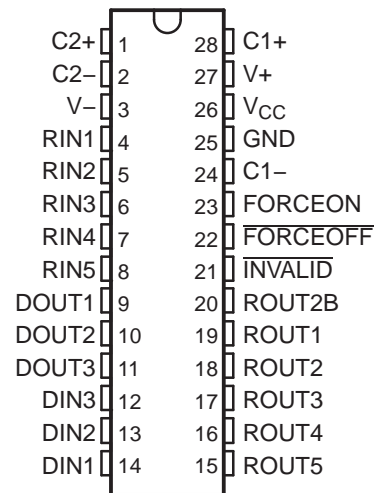 C2+ 1 28 C1+
C2− 2 27 V+
V− 3 26 VCC
RIN1 4 25 GND
RIN2 5 24 C1−
RIN3 6 23 FORCEON
RIN4 7 22 FORCEOFF
RIN5 8 21 INVALID
DOUT1 9 20 ROUT2B
DOUT2 10 19 ROUT1
DOUT3 11 18 ROUT2
DIN3 12 17 ROUT3
DIN2 13 16 ROUT4
DIN1 14 15 ROUT5